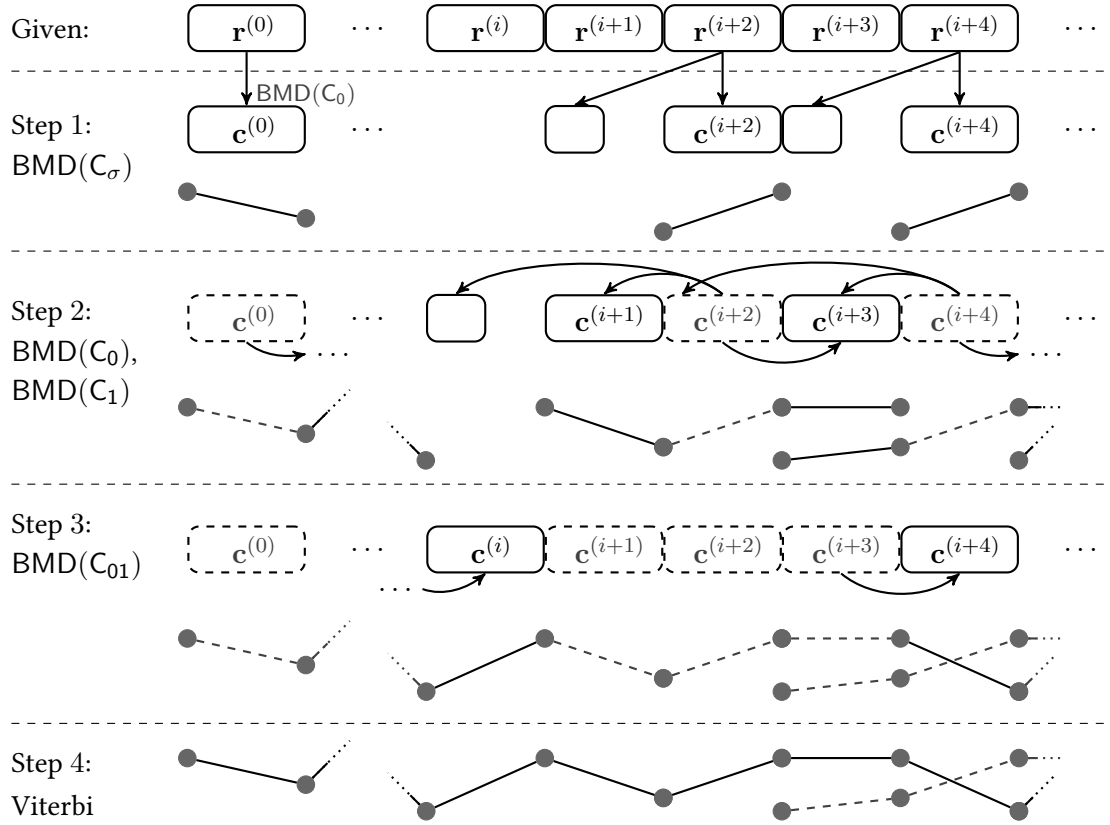 Given: r^(0) ··· r^(i) r^(i+1) r^(i+2) r^(i+3) r^(i+4) ···
BMD(C₀)
Step 1: c^(0) ··· c^(i+2) c^(i+4) ···
BMD(C_σ)
Step 2: c^(0) ··· c^(i+1) c^(i+2) c^(i+3) c^(i+4) ···
BMD(C₀), ··· ···
BMD(C₁)
Step 3: c^(0) ··· c^(i) c^(i+1) c^(i+2) c^(i+3) c^(i+4) ···
BMD(C₀₁)
···
Step 4:
Viterbi